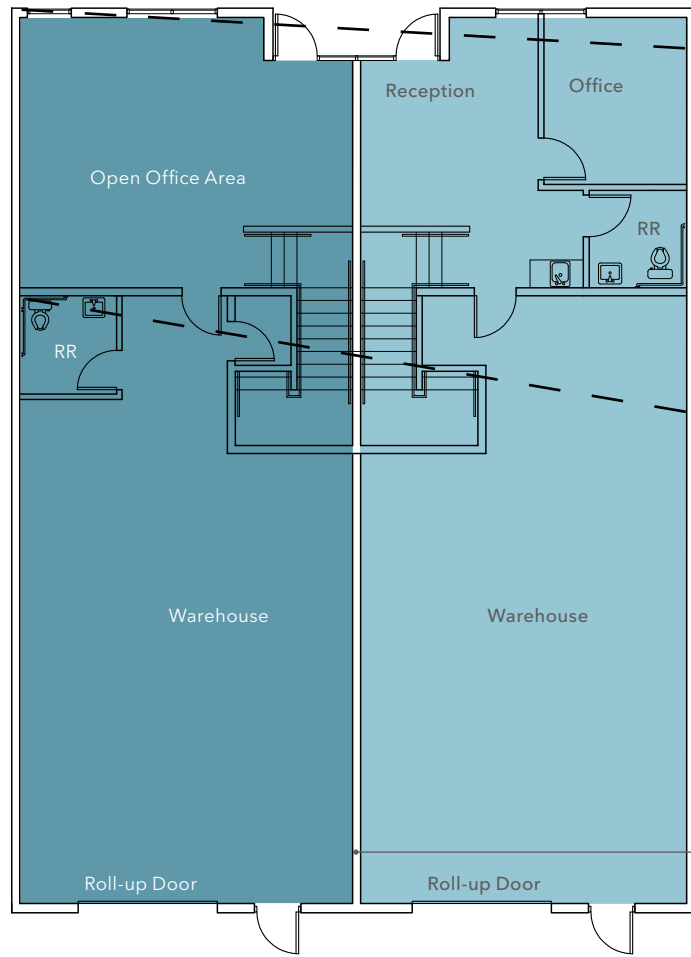 Reception
Office
Open Office Area
RR
RR
Warehouse
Warehouse
Roll-up Door
Roll-up Door